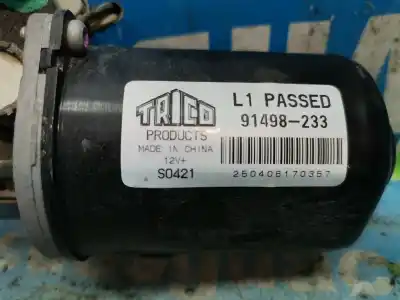 TRICO
PRODUCTS
MADE IN CHINA
12V+
S0421
L1 PASSED
91498-233
250406170357